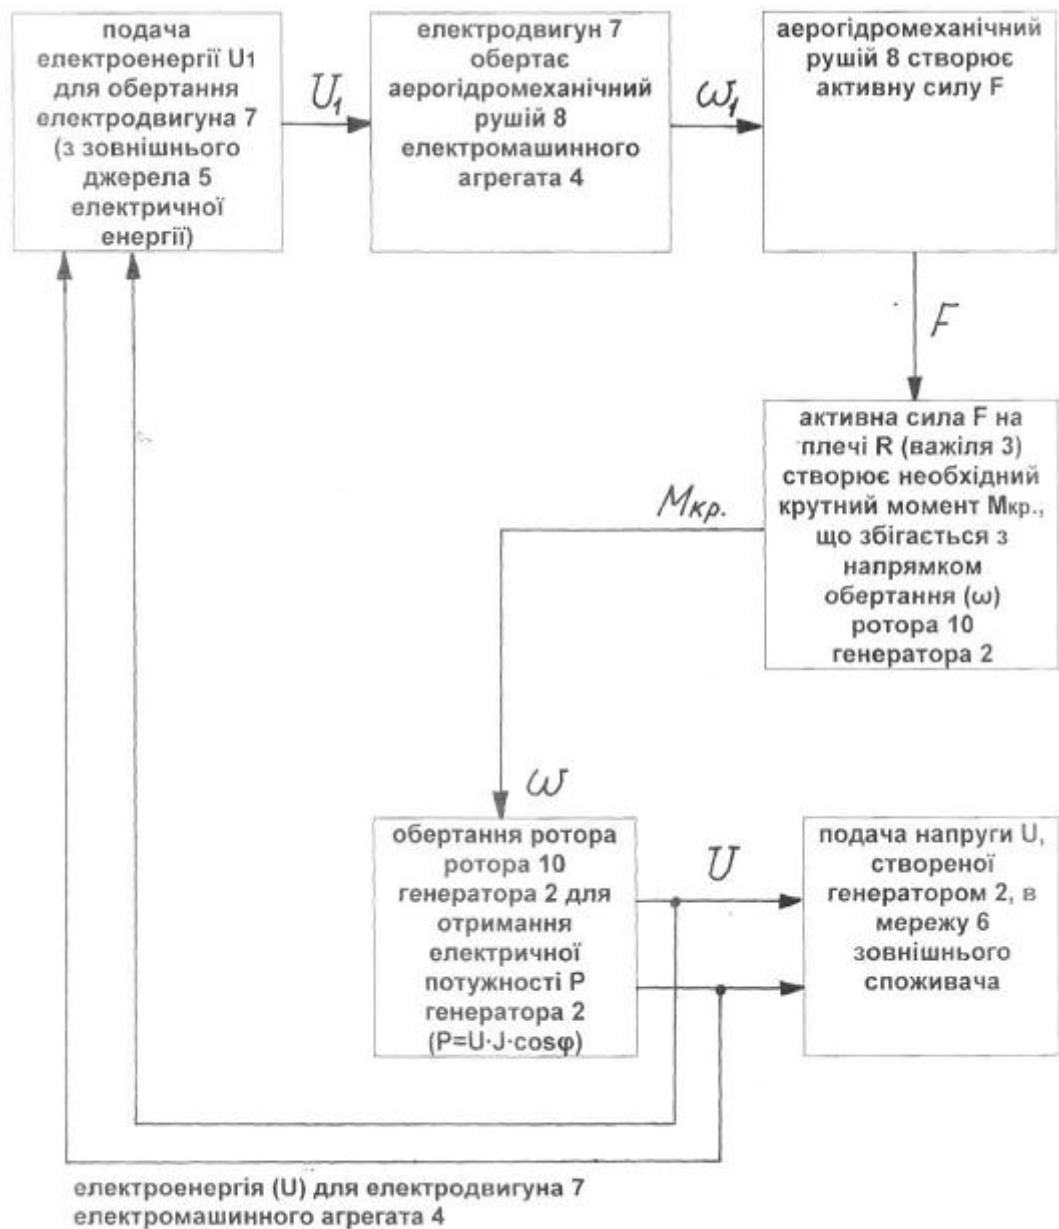 подача
електроенергії U1
для обертання
електродвигуна 7
(з зовнішнього
джерела 5
електричної
енергії)
U₁
електродвигун 7
обертає
аерогідромеханічний
рушій 8
електромашинного
агрегата 4
ω₁
аерогідромеханічний
рушій 8 створює
активну силу F
F
активна сила F на
плечі R (важіля 3)
створює необхідний
крутний момент Мкр.,
що збігається з
напрямком
обертання (ω)
ротора 10
генератора 2
Мкр.
ω
обертання ротора
ротора 10
генератора 2 для
отримання
електричної
потужності P
генератора 2
(P=U·J·cosφ)
U
подача напруги U,
створеної
генератором 2, в
мережу 6
зовнішнього
споживача
електроенергія (U) для електродвигуна 7
електромашинного агрегата 4